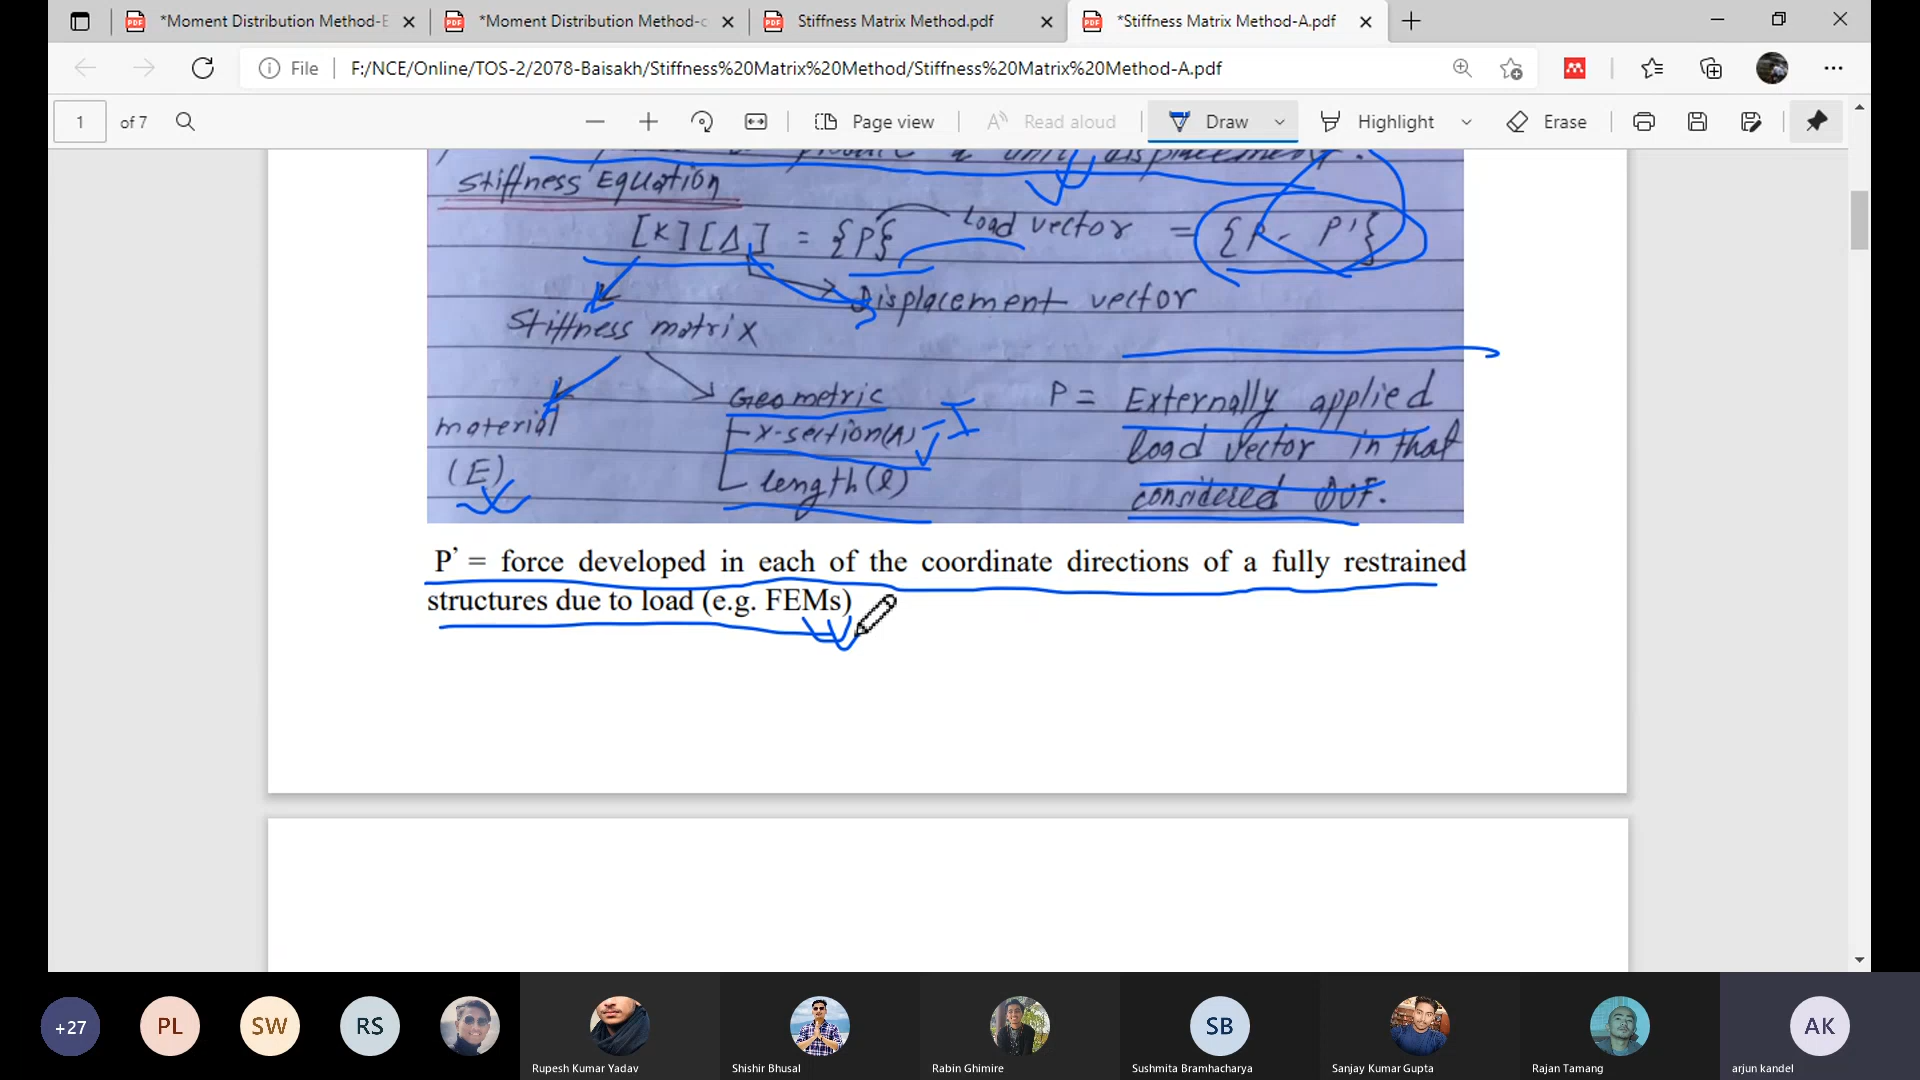 *Moment Distribution Method-E
*Moment Distribution Method-c
Stiffness Matrix Method.pdf
*Stiffness Matrix Method-A.pdf
File
F:/NCE/Online/TOS-2/2078-Baisakh/Stiffness%20Matrix%20Method/Stiffness%20Matrix%20Method-A.pdf
1 of 7
Page view
Read aloud
Draw
Highlight
Erase
produce a unit displacement.
Stiffness Equation
[K][Δ] = {P} Load vector = {P - P'}
Displacement vector
Stiffness matrix
Geometric
P = Externally applied
material
x-section(A) - I
load vector in that
(E)
length(l)
considered DOF.
P’ = force developed in each of the coordinate directions of a fully restrained
structures due to load (e.g. FEMs)
+27
PL
SW
RS
SB
AK
Rupesh Kumar Yadav
Shishir Bhusal
Rabin Ghimire
Sushmita Bramhacharya
Sanjay Kumar Gupta
Rajan Tamang
arjun kandel